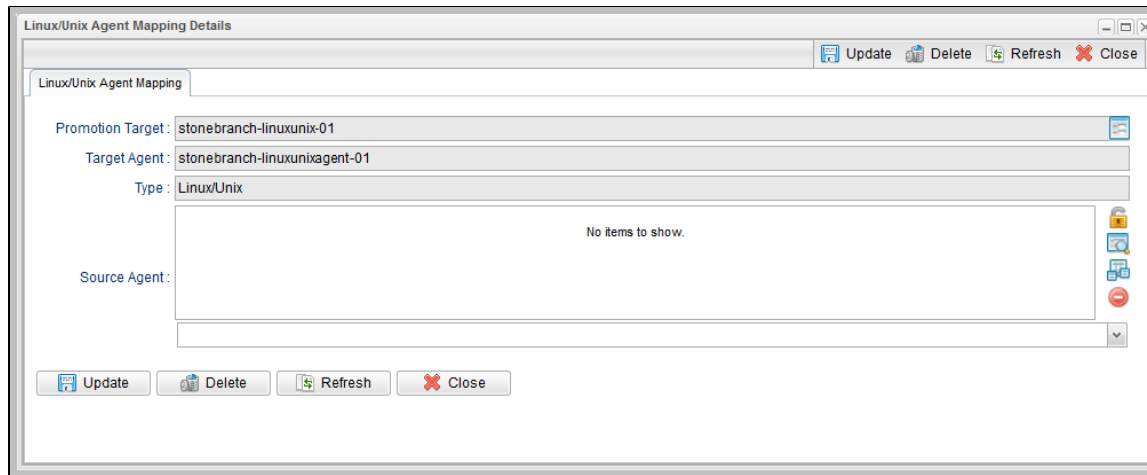 Linux/Unix Agent Mapping Details
Update Delete Refresh Close
Linux/Unix Agent Mapping
Promotion Target : stonebranch-linuxunix-01
Target Agent : stonebranch-linuxunixagent-01
Type : Linux/Unix
No items to show.
Source Agent :
Update Delete Refresh Close